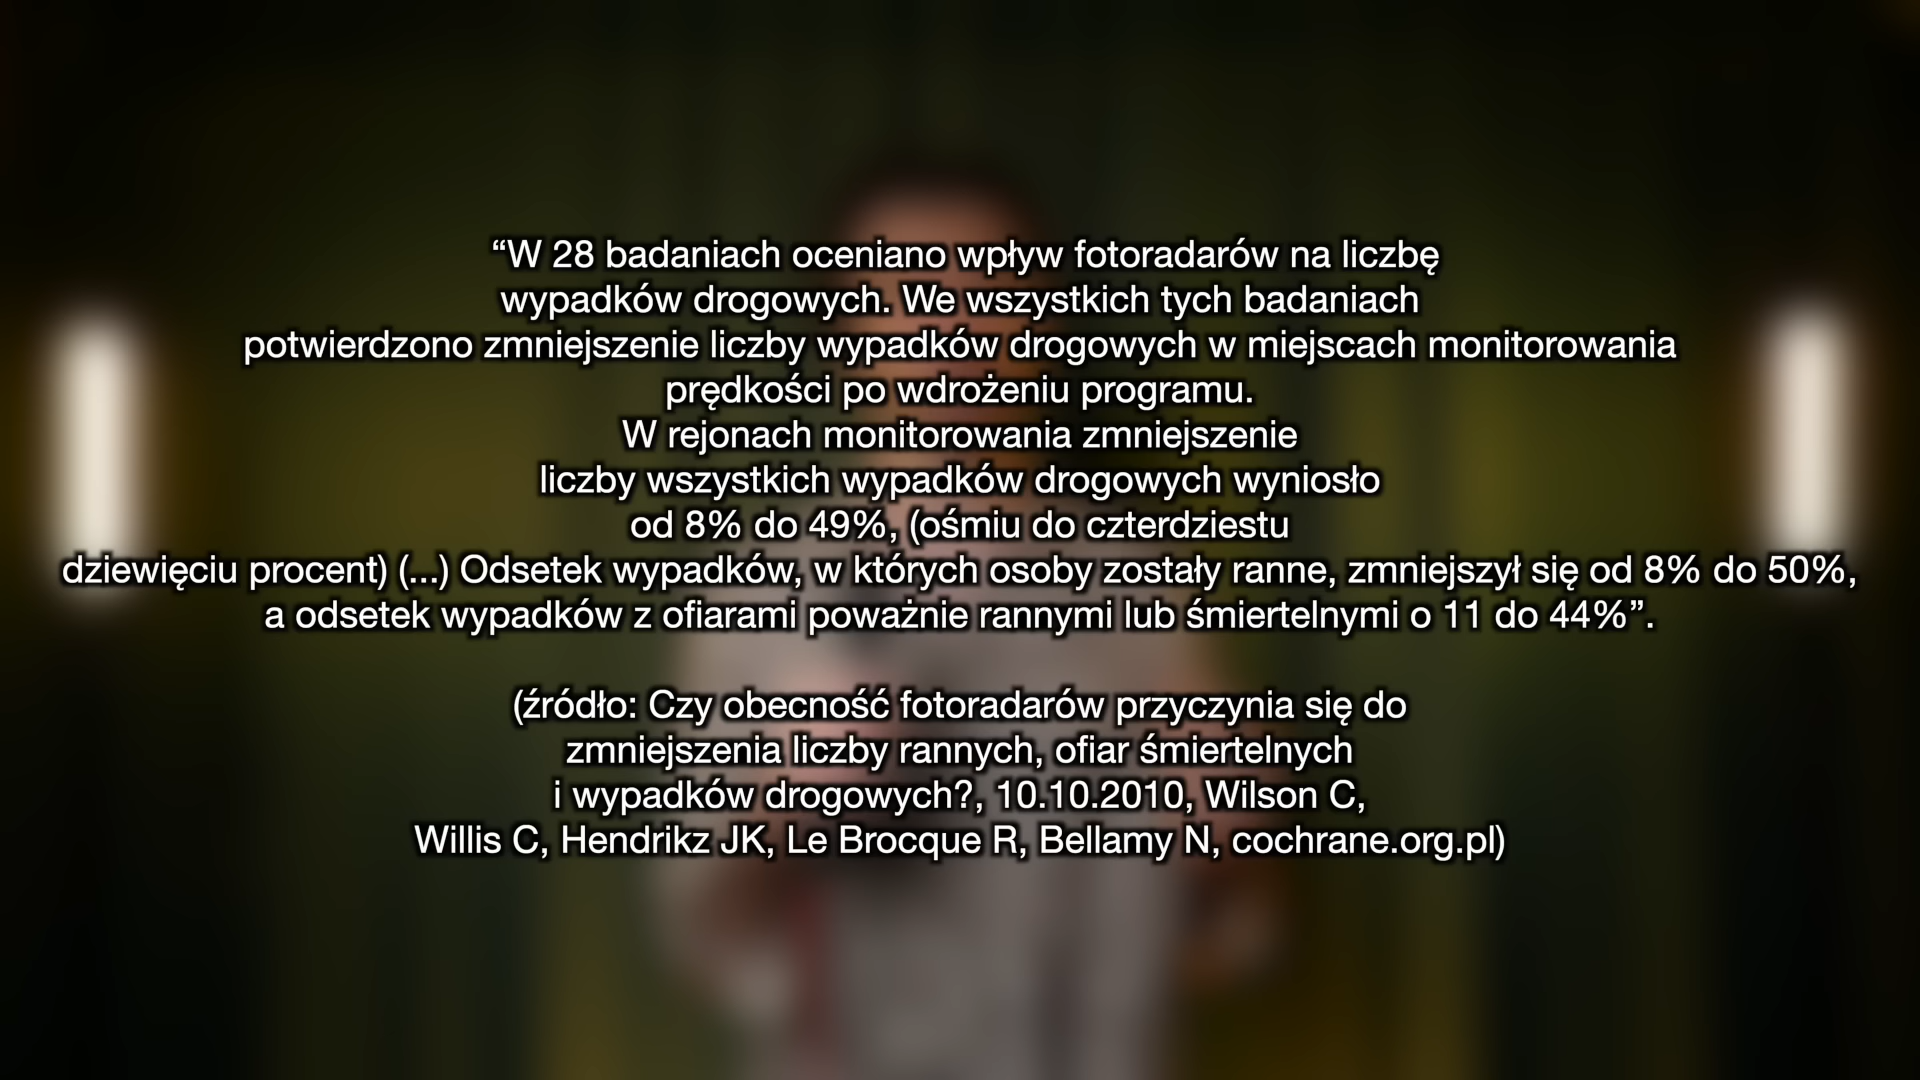 “W 28 badaniach oceniano wpływ fotoradarów na liczbę
wypadków drogowych. We wszystkich tych badaniach
potwierdzono zmniejszenie liczby wypadków drogowych w miejscach monitorowania
prędkości po wdrożeniu programu.
W rejonach monitorowania zmniejszenie
liczby wszystkich wypadków drogowych wyniosło
od 8% do 49%, (ośmiu do czterdziestu
dziewięciu procent) (...) Odsetek wypadków, w których osoby zostały ranne, zmniejszył się od 8% do 50%,
a odsetek wypadków z ofiarami poważnie rannymi lub śmiertelnymi o 11 do 44%”.
(źródło: Czy obecność fotoradarów przyczynia się do
zmniejszenia liczby rannych, ofiar śmiertelnych
i wypadków drogowych?, 10.10.2010, Wilson C,
Willis C, Hendrikz JK, Le Brocque R, Bellamy N, cochrane.org.pl)